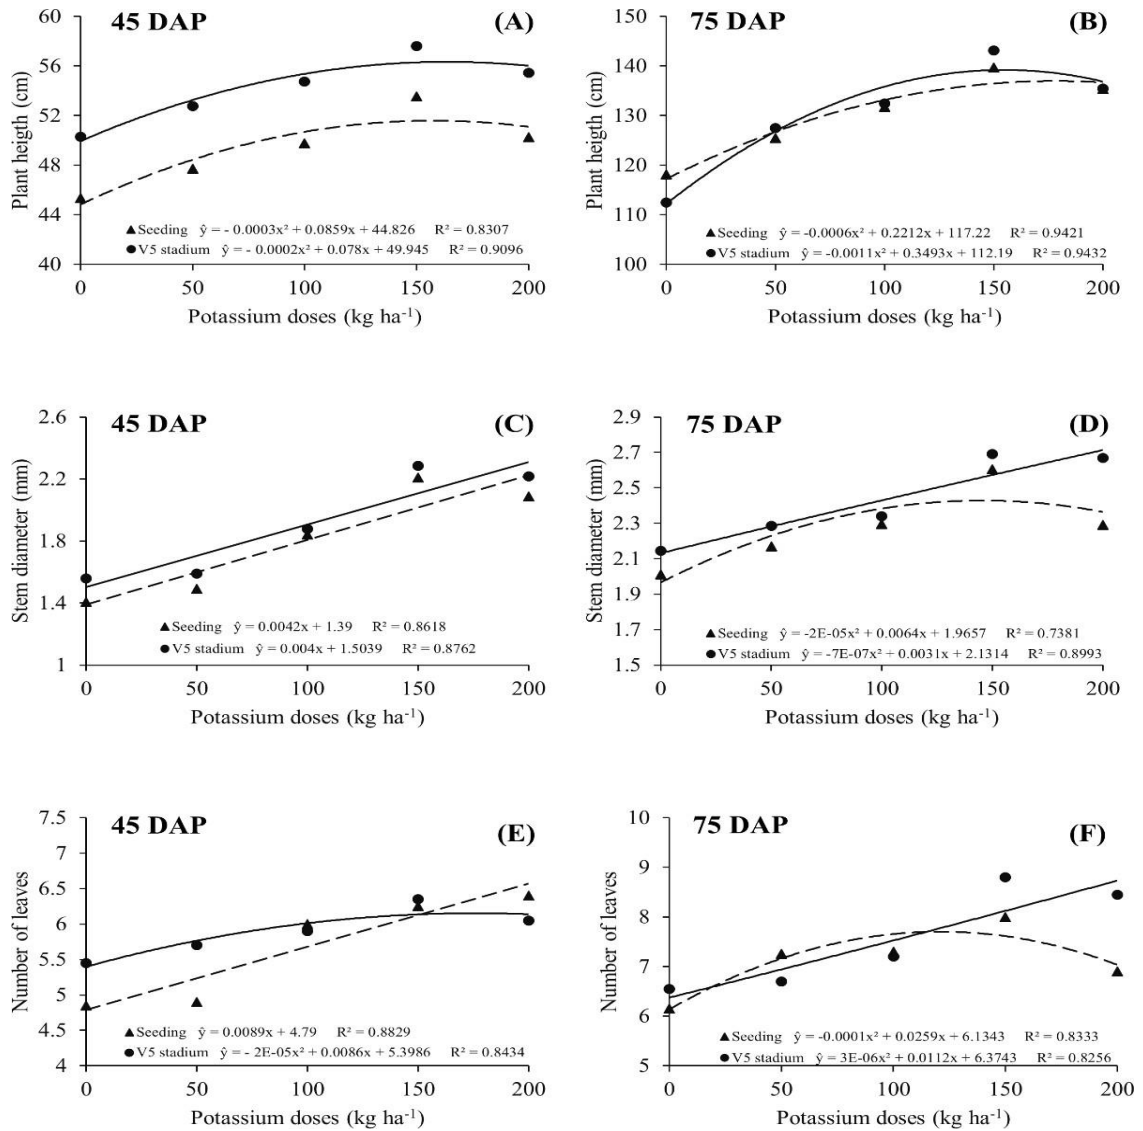 45 DAP (A)
Plant heigth (cm)
60
56
52
48
44
40
▲Seeding ŷ = - 0.0003x² + 0.0859x + 44.826 R² = 0.8307
●V5 stadium ŷ = - 0.0002x² + 0.078x + 49.945 R² = 0.9096
0 50 100 150 200
Potassium doses (kg ha⁻¹)
75 DAP (B)
Plant heigth (cm)
150
140
130
120
110
100
▲Seeding ŷ = -0.0006x² + 0.2212x + 117.22 R² = 0.9421
●V5 stadium ŷ = -0.0011x² + 0.3493x + 112.19 R² = 0.9432
0 50 100 150 200
Potassium doses (kg ha⁻¹)
45 DAP (C)
Stem diameter (mm)
2.6
2.2
1.8
1.4
1
▲Seeding ŷ = 0.0042x + 1.39 R² = 0.8618
●V5 stadium ŷ = 0.004x + 1.5039 R² = 0.8762
0 50 100 150 200
Potassium doses (kg ha⁻¹)
75 DAP (D)
Stem diameter (mm)
2.9
2.7
2.5
2.3
2.1
1.9
1.7
1.5
▲Seeding ŷ = -2E-05x² + 0.0064x + 1.9657 R² = 0.7381
●V5 stadium ŷ = -7E-07x² + 0.0031x + 2.1314 R² = 0.8993
0 50 100 150 200
Potassium doses (kg ha⁻¹)
45 DAP (E)
Number of leaves
7.5
7
6.5
6
5.5
5
4.5
4
▲Seeding ŷ = 0.0089x + 4.79 R² = 0.8829
●V5 stadium ŷ = - 2E-05x² + 0.0086x + 5.3986 R² = 0.8434
0 50 100 150 200
Potassium doses (kg ha⁻¹)
75 DAP (F)
Number of leaves
10
9
8
7
6
5
▲Seeding ŷ = -0.0001x² + 0.0259x + 6.1343 R² = 0.8333
●V5 stadium ŷ = 3E-06x² + 0.0112x + 6.3743 R² = 0.8256
0 50 100 150 200
Potassium doses (kg ha⁻¹)